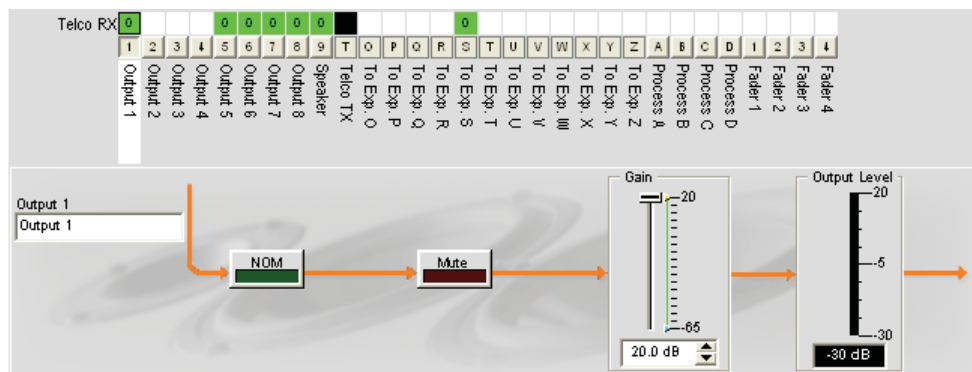 Telco RX 0 0 0 0 0 0 0
1 2 3 4 5 6 7 8 9 T O P Q R S T U V W X Y Z A B C D 1 2 3 4
Output 1
Output 2
Output 3
Output 4
Output 5
Output 6
Output 7
Output 8
Speaker
Telco TX
To Exp. O
To Exp. P
To Exp. Q
To Exp. R
To Exp. S
To Exp. T
To Exp. U
To Exp. V
To Exp. W
To Exp. X
To Exp. Y
To Exp. Z
Process A
Process B
Process C
Process D
Fader 1
Fader 2
Fader 3
Fader 4
Output 1
Output 1
NOM
Mute
Gain
20
-65
20.0 dB
Output Level
20
-5
-30
-30 dB